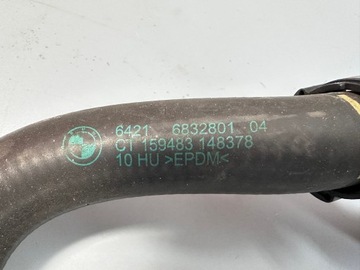 6421 6832801 04
CT 159483 148378
10 HU >EPDM<